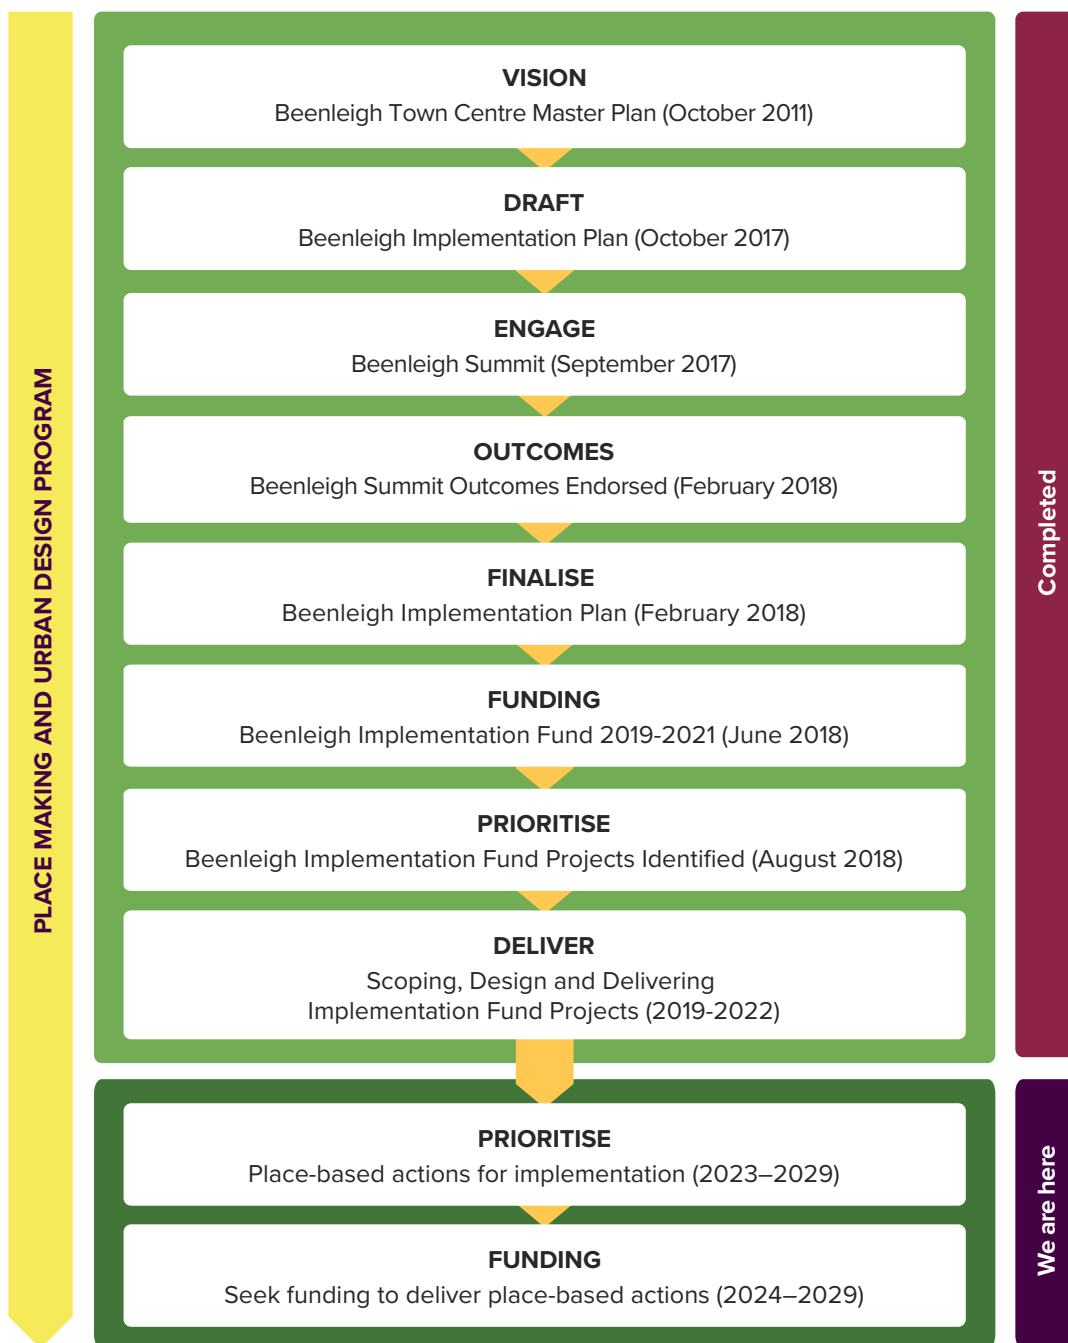 PLACE MAKING AND URBAN DESIGN PROGRAM
VISION
Beenleigh Town Centre Master Plan (October 2011)
DRAFT
Beenleigh Implementation Plan (October 2017)
ENGAGE
Beenleigh Summit (September 2017)
OUTCOMES
Beenleigh Summit Outcomes Endorsed (February 2018)
FINALISE
Beenleigh Implementation Plan (February 2018)
FUNDING
Beenleigh Implementation Fund 2019-2021 (June 2018)
PRIORITISE
Beenleigh Implementation Fund Projects Identified (August 2018)
DELIVER
Scoping, Design and Delivering
Implementation Fund Projects (2019-2022)
Completed
PRIORITISE
Place-based actions for implementation (2023–2029)
FUNDING
Seek funding to deliver place-based actions (2024–2029)
We are here